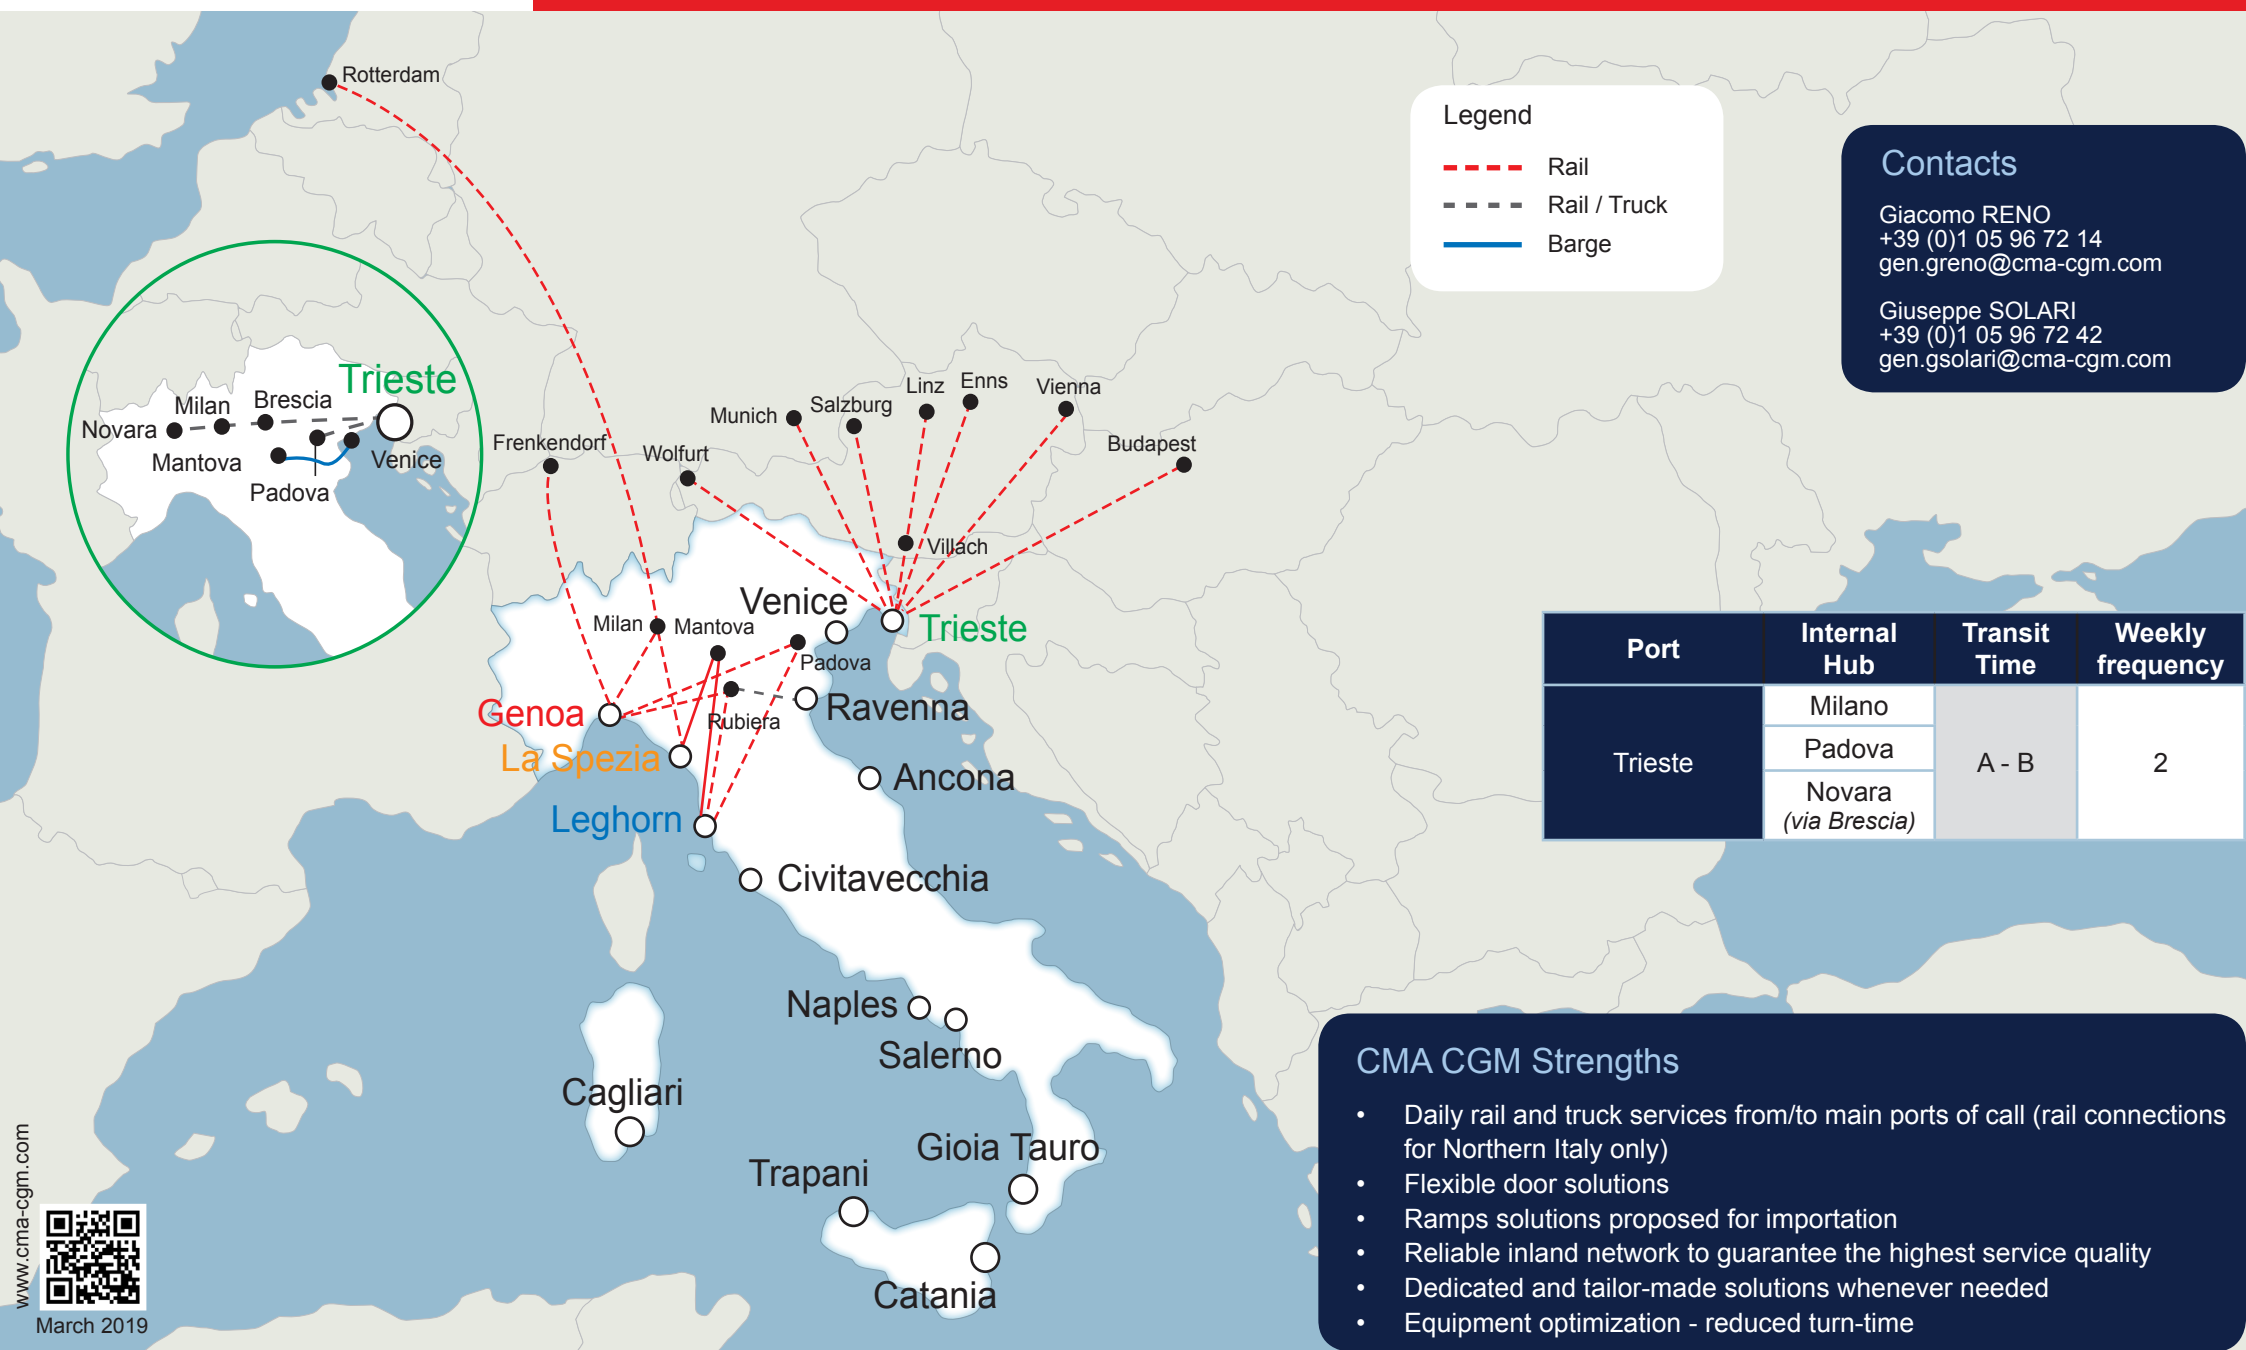 Rotterdam
Legend
Rail
Rail / Truck
Barge
Contacts
Giacomo RENO
+39 (0)1 05 96 72 14
gen.greno@cma-cgm.com
Giuseppe SOLARI
+39 (0)1 05 96 72 42
gen.gsolari@cma-cgm.com
Trieste
Brescia
Milan
Novara
Mantova
Venice
Padova
Frenkendorf
Wolfurt
Munich
Salzburg
Linz
Enns
Vienna
Budapest
Villach
Venice
Trieste
Milan
Mantova
Padova
Genoa
Rubiera
Ravenna
La Spezia
Ancona
Leghorn
Civitavecchia
Naples
Salerno
Cagliari
Gioia Tauro
Trapani
Catania
Port
Internal
Hub
Transit
Time
Weekly
frequency
Trieste
Milano
Padova
Novara
(via Brescia)
A - B
2
CMA CGM Strengths
• Daily rail and truck services from/to main ports of call (rail connections
for Northern Italy only)
• Flexible door solutions
• Ramps solutions proposed for importation
• Reliable inland network to guarantee the highest service quality
• Dedicated and tailor-made solutions whenever needed
• Equipment optimization - reduced turn-time
www.cma-cgm.com
March 2019